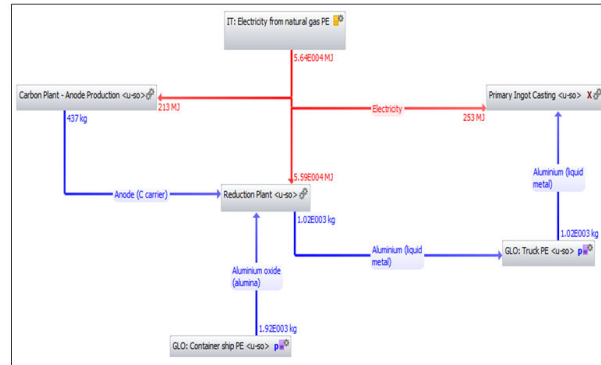 IT: Electricity from natural gas PE
5.64E004 MJ
Carbon Plant - Anode Production <u-so>
Primary Ingot Casting <u-so> X
213 MJ
Electricity
253 MJ
437 kg
Aluminium (liquid
metal)
5.59E004 MJ
Anode (C carrier)
Reduction Plant <u-so>
1.02E003 kg
1.02E003 kg
Aluminium (liquid
metal)
GLO: Truck PE <u-so>
Aluminium oxide
(alumina)
1.92E003 kg
GLO: Container ship PE <u-so>